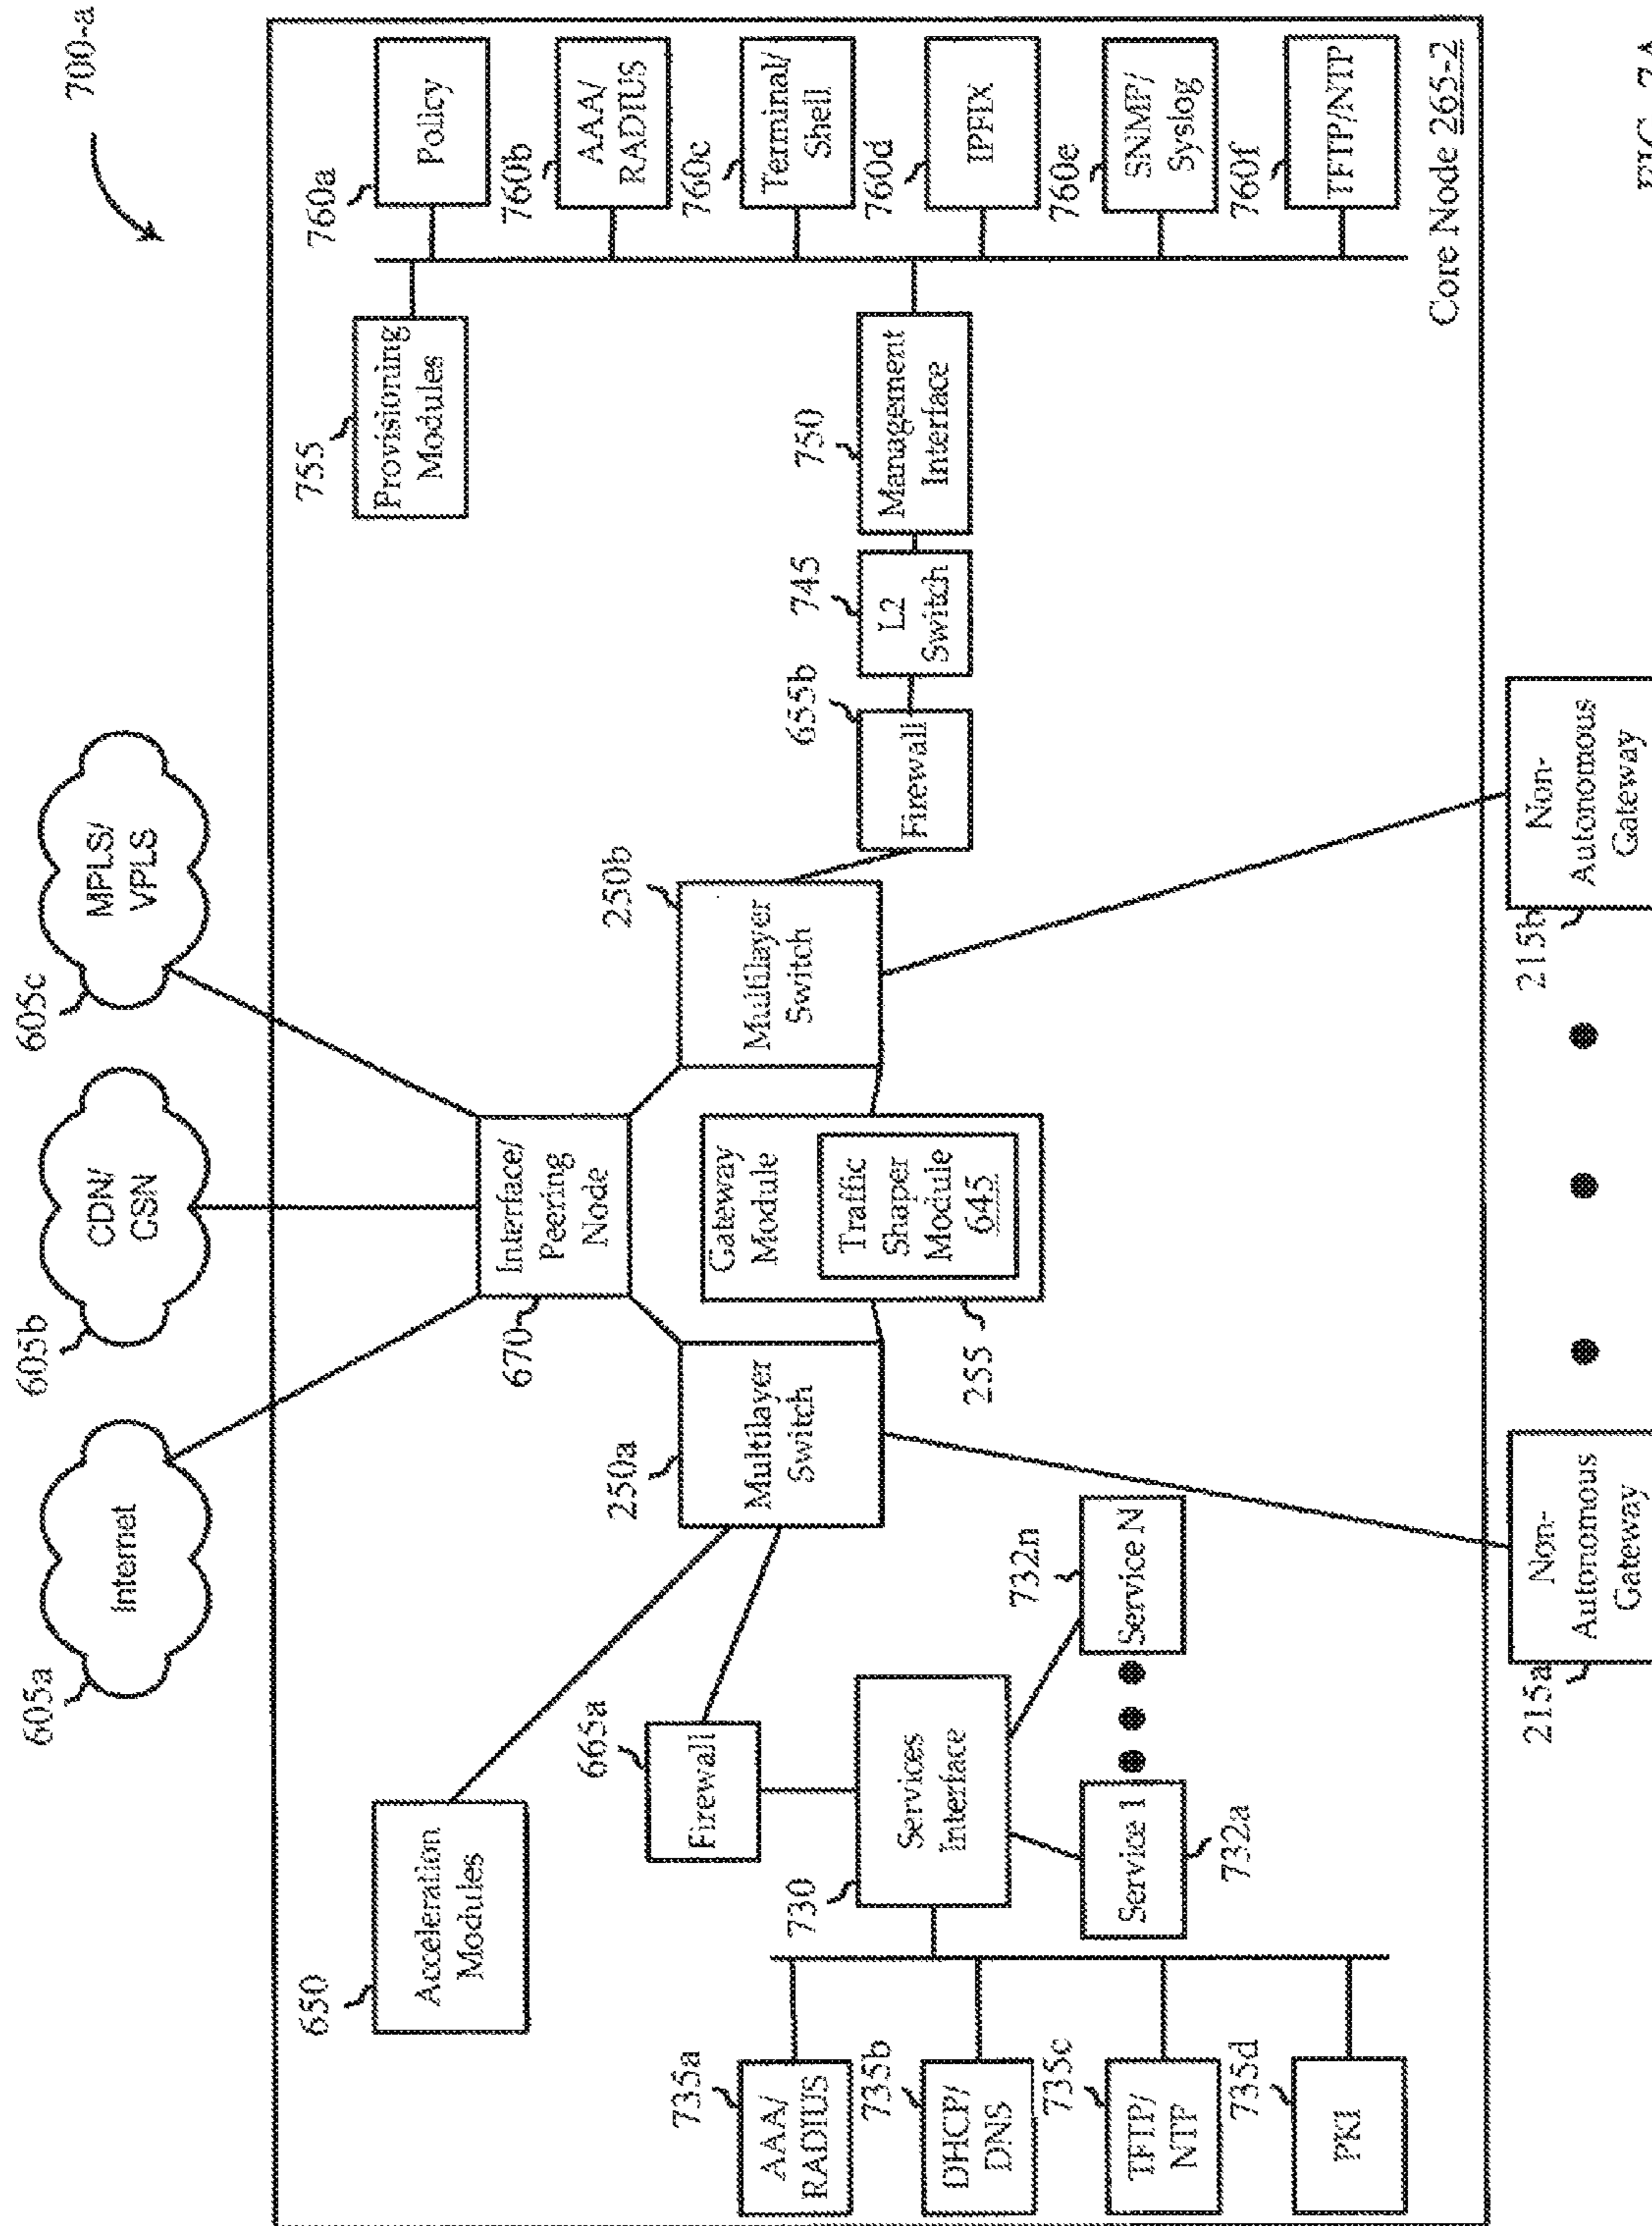 700-a
605a
Internet
605b
CDN/
GSN
605c
MPLS/
VPLS
650
Acceleration
Modules
665a
Firewall
250a
Multilayer
Switch
670
Interface/
Peering
Node
Gateway
Module
Traffic
Shaper
Module
645
255
250b
Multilayer
Switch
655b
Firewall
745
L2
Switch
750
Management
Interface
755
Provisioning
Modules
760a
Policy
760b
AAA/
RADIUS
760c
Terminal/
Shell
760d
IPFIX
760e
SNMP/
Syslog
760f
TFTP/NTP
730
Services
Interface
732a
Service 1
732n
Service N
735a
AAA/
RADIUS
735b
DHCP/
DNS
735c
TFTP/
NTP
735d
PKI
Core Node 265-2
215a
Non-
Autonomous
Gateway
215b
Non-
Autonomous
Gateway
FIG. 7A